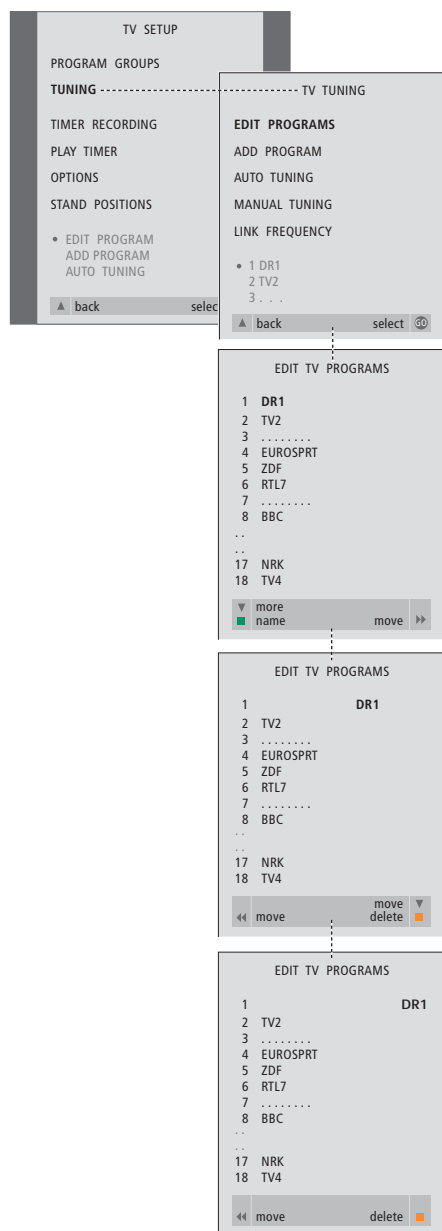 TV SETUP
PROGRAM GROUPS
TUNING
TIMER RECORDING
PLAY TIMER
OPTIONS
STAND POSITIONS
• EDIT PROGRAM
ADD PROGRAM
AUTO TUNING
▲ back selec
TV TUNING
EDIT PROGRAMS
ADD PROGRAM
AUTO TUNING
MANUAL TUNING
LINK FREQUENCY
• 1 DR1
2 TV2
3 . . .
▲ back select GO
EDIT TV PROGRAMS
1 DR1
2 TV2
3 ........
4 EUROSPRT
5 ZDF
6 RTL7
7 ........
8 BBC
. .
. .
17 NRK
18 TV4
▼ more
name move
EDIT TV PROGRAMS
1 DR1
2 TV2
3 ........
4 EUROSPRT
5 ZDF
6 RTL7
7 ........
8 BBC
. .
. .
17 NRK
18 TV4
move ▼
move delete
EDIT TV PROGRAMS
1 DR1
2 TV2
3 ........
4 EUROSPRT
5 ZDF
6 RTL7
7 ........
8 BBC
. .
. .
17 NRK
18 TV4
move delete